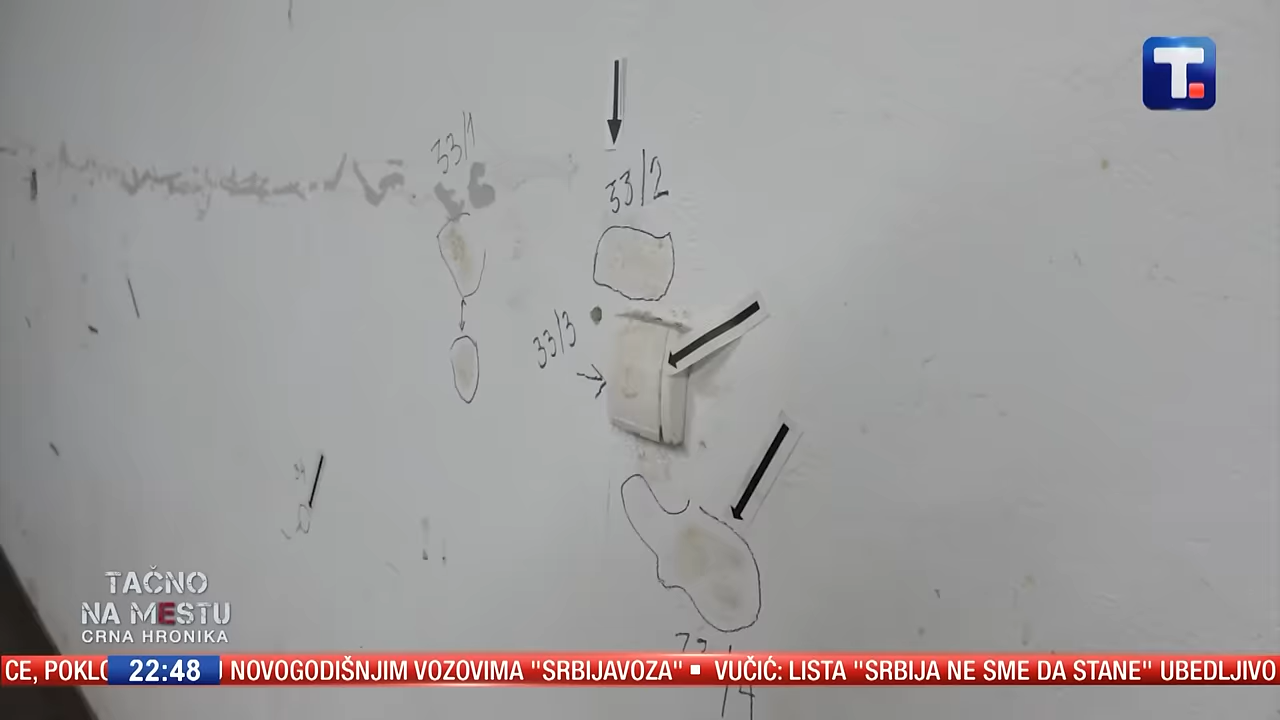 T.
33/1
33/2
33/3
TAČNO
NA MESTU
CRNA HRONIKA
CE, 22:48 NOVOGODIŠNJIM VOZOVIMA "SRBIJAVOZA" ▪ VUČIĆ: LISTA "SRBIJA NE SME DA STANE" UBEDLJIVO